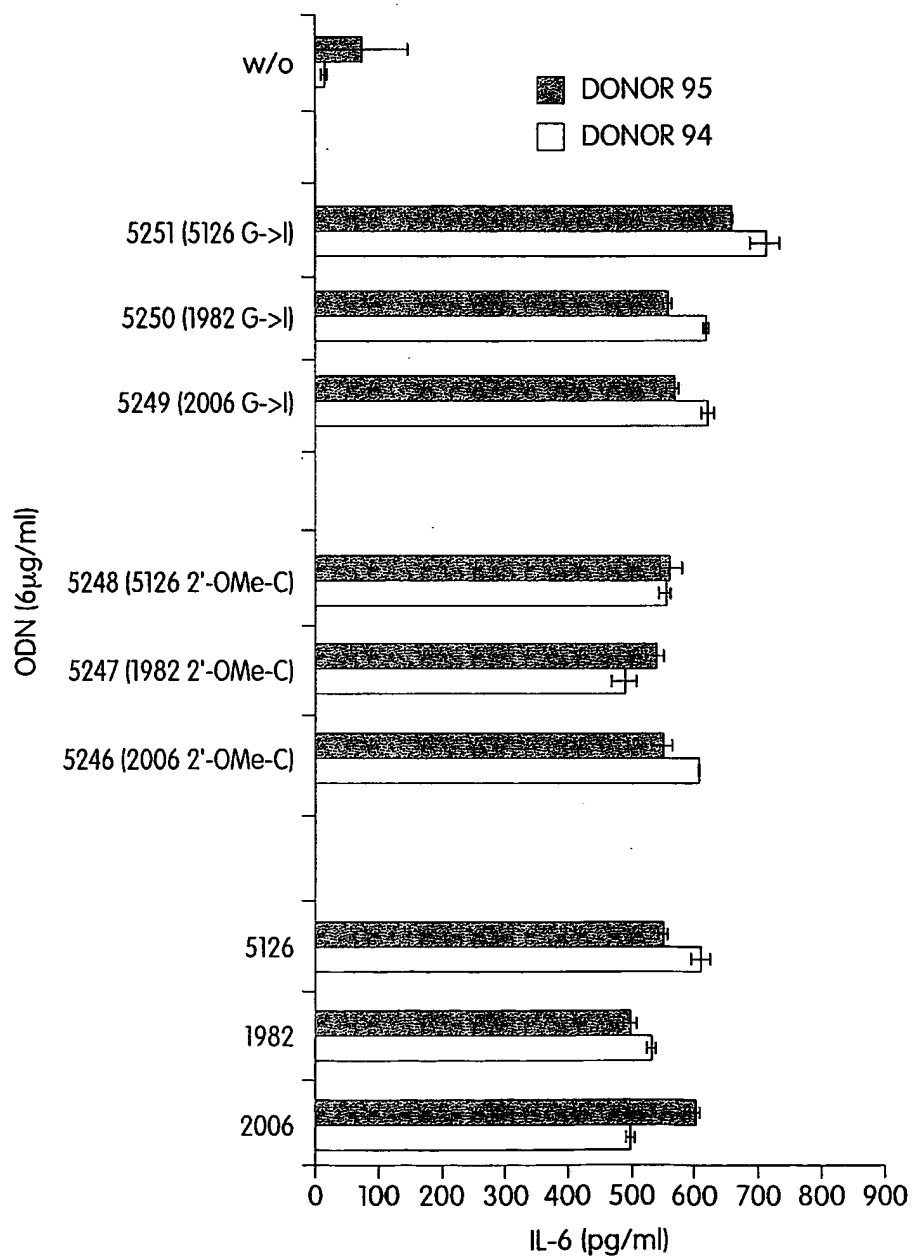 w/o
DONOR 95
DONOR 94
5251 (5126 G->I)
5250 (1982 G->I)
5249 (2006 G->I)
5248 (5126 2'-OMe-C)
5247 (1982 2'-OMe-C)
5246 (2006 2'-OMe-C)
5126
1982
2006
ODN (6µg/ml)
0 100 200 300 400 500 600 700 800 900
IL-6 (pg/ml)